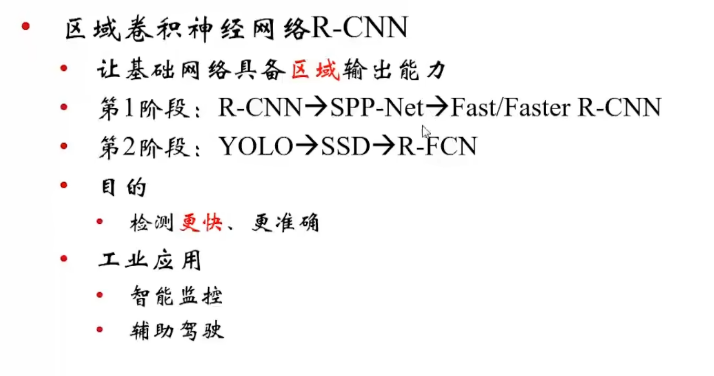 区域卷积神经网络R-CNN
让基础网络具备区域输出能力
第1阶段：R-CNN→SPP-Net→Fast/Faster R-CNN
第2阶段：YOLO→SSD→R-FCN
目的
检测更快、更准确
工业应用
智能监控
辅助驾驶